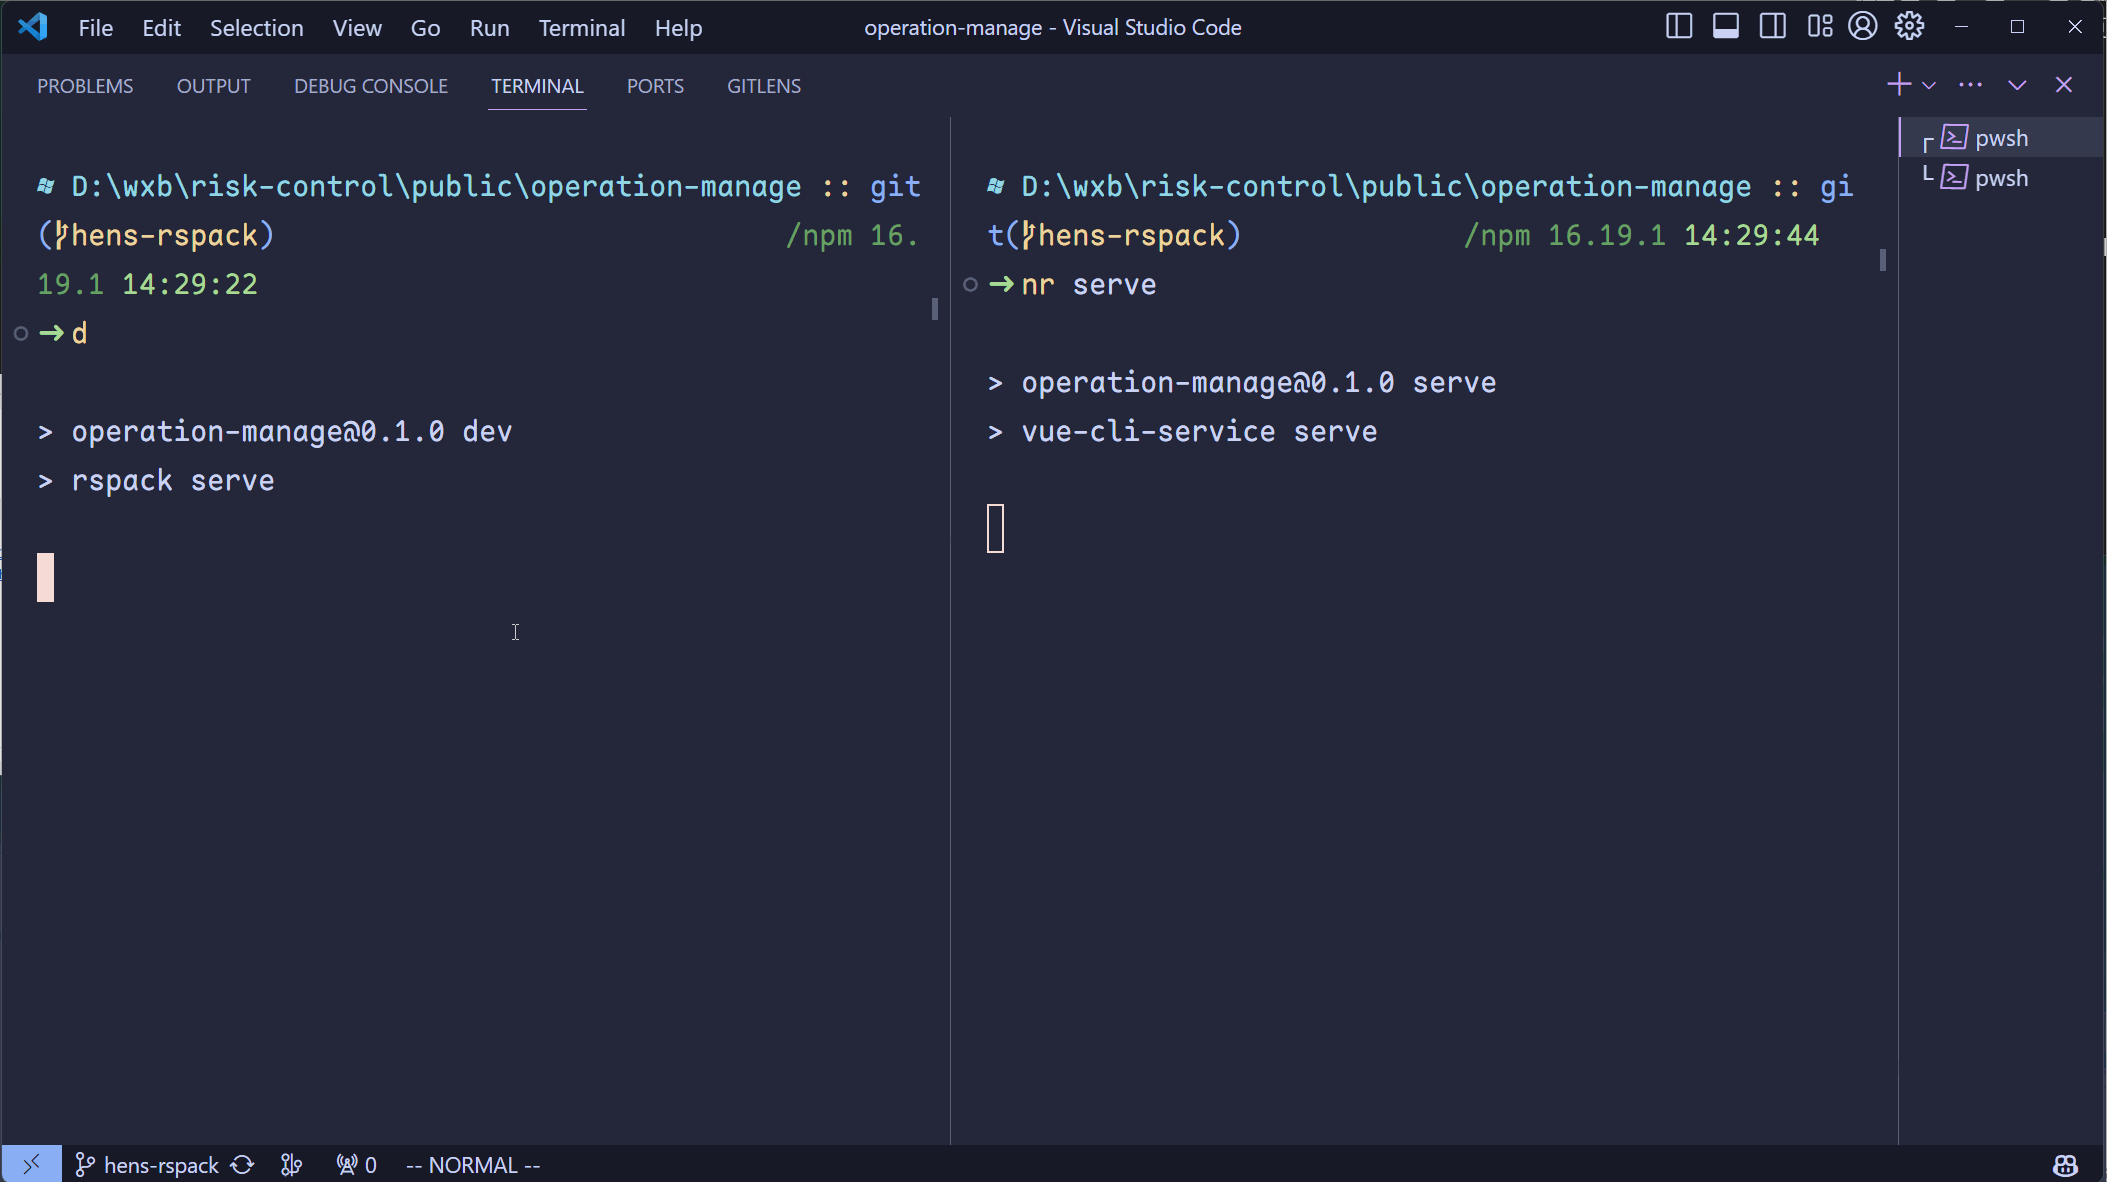 File Edit Selection View Go Run Terminal Help
operation-manage - Visual Studio Code
PROBLEMS OUTPUT DEBUG CONSOLE TERMINAL PORTS GITLENS
D:\wxb\risk-control\public\operation-manage :: git
(hens-rspack) /npm 16.
19.1 14:29:22
➜ d
> operation-manage@0.1.0 dev
> rspack serve
D:\wxb\risk-control\public\operation-manage :: gi
t(hens-rspack) /npm 16.19.1 14:29:44
➜ nr serve
> operation-manage@0.1.0 serve
> vue-cli-service serve
pwsh
pwsh
hens-rspack 0 -- NORMAL --